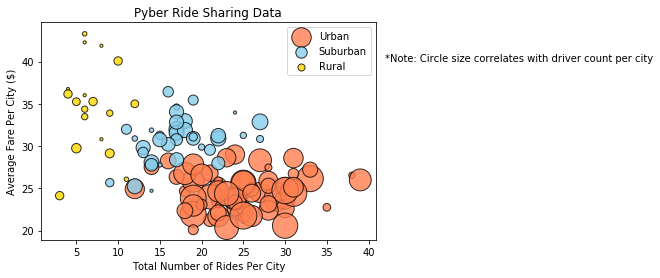 Pyber Ride Sharing Data
Urban
Suburban
Rural
*Note: Circle size correlates with driver count per city
Average Fare Per City ($)
40
35
30
25
20
5 10 15 20 25 30 35 40
Total Number of Rides Per City